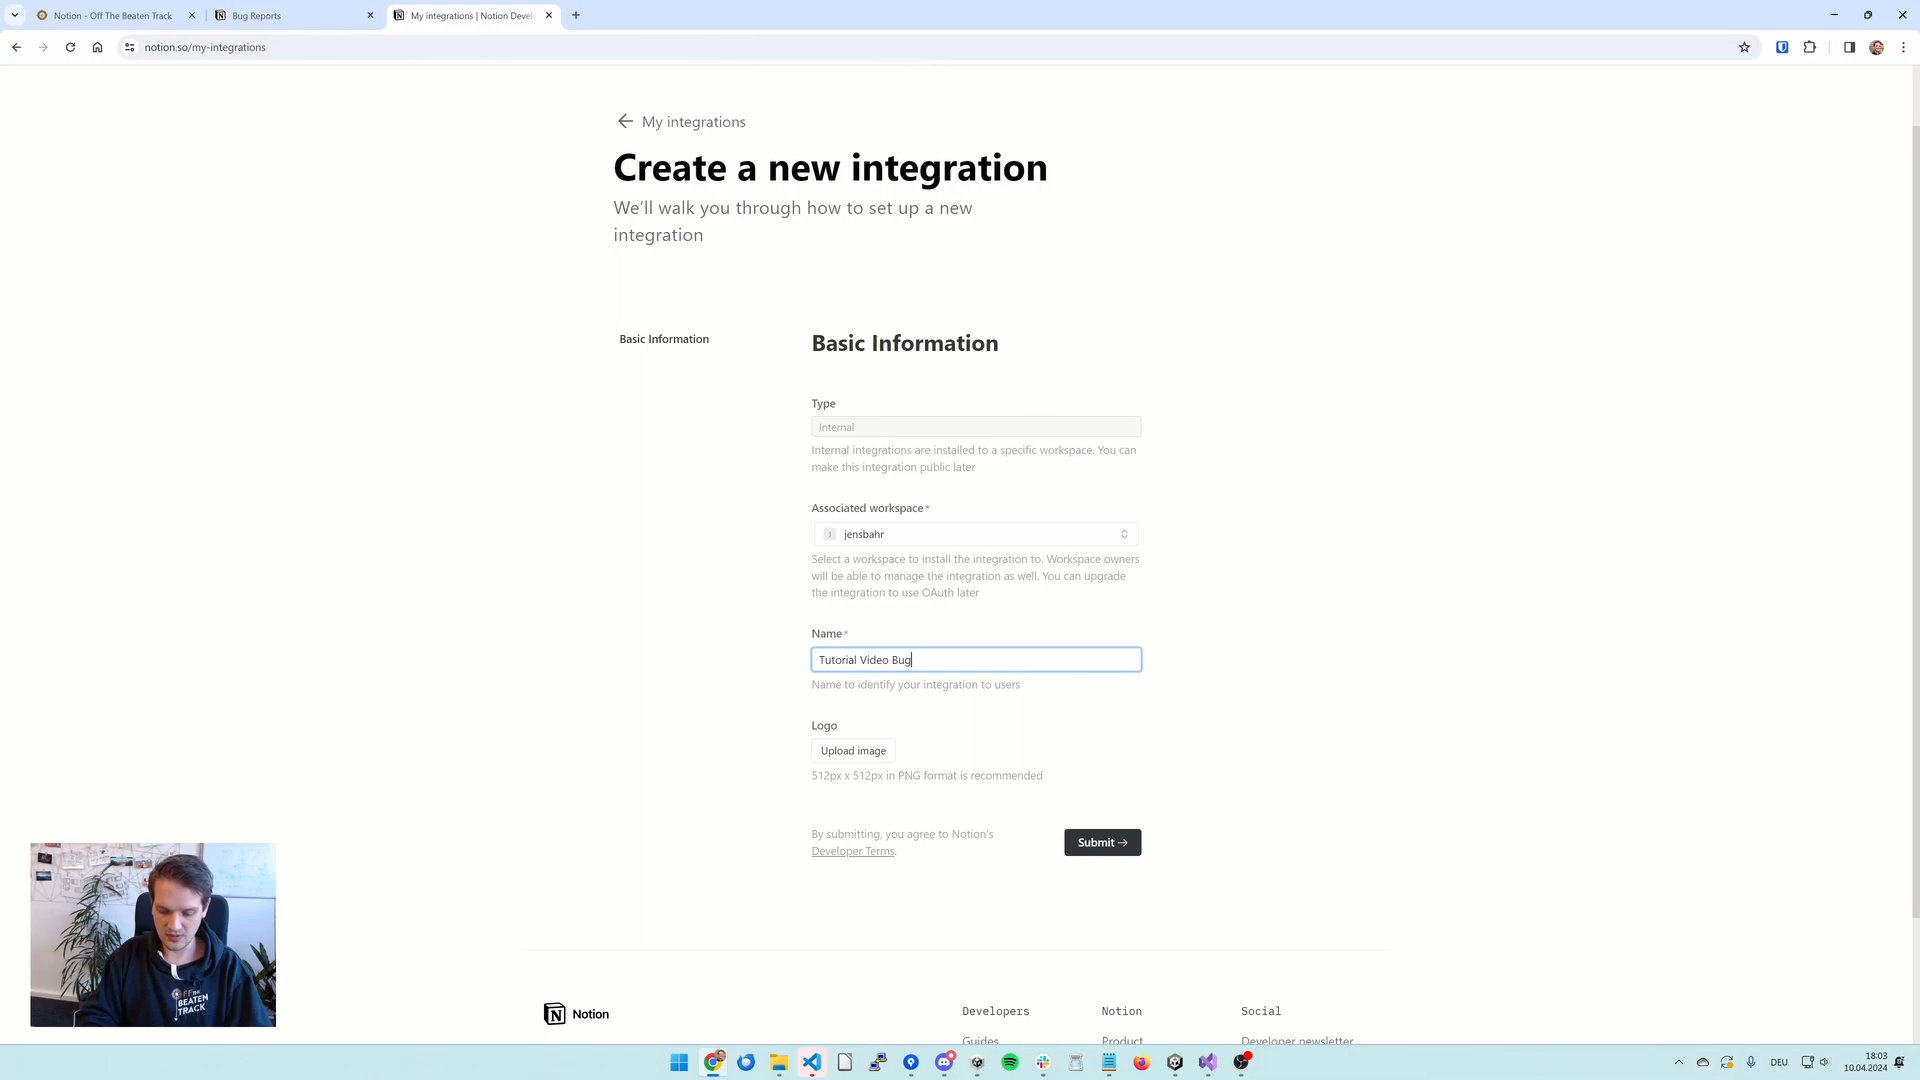 Notion - Off The Beaten Track
Bug Reports
My integrations | Notion Devel
notion.so/my-integrations
My integrations
Create a new integration
We'll walk you through how to set up a new
integration
Basic Information
Basic Information
Type
Internal
Internal integrations are installed to a specific workspace. You can
make this integration public later
Associated workspace*
J jensbahr
Select a workspace to install the integration to. Workspace owners
will be able to manage the integration as well. You can upgrade
the integration to use OAuth later
Name*
Tutorial Video Bug
Name to identify your integration to users
Logo
Upload image
512px x 512px in PNG format is recommended
By submitting, you agree to Notion's
Developer Terms.
Submit →
OFF THE
BEATEN
TRACK
Notion
Developers
Notion
Social
Guides
Product
Developer newsletter
DEU
18:03
10.04.2024